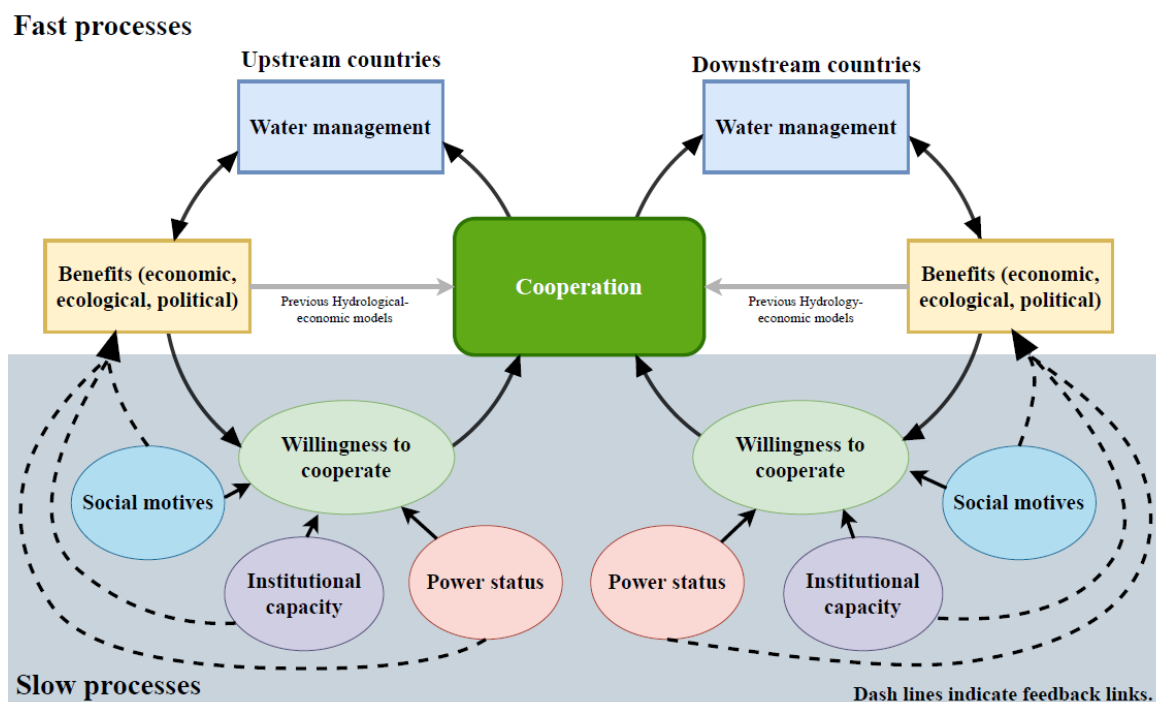 Fast processes
Upstream countries
Downstream countries
Water management
Water management
Benefits (economic,
ecological, political)
Previous Hydrological-
economic models
Cooperation
Previous Hydrology-
economic models
Benefits (economic,
ecological, political)
Willingness to
cooperate
Willingness to
cooperate
Social motives
Social motives
Institutional
capacity
Power status
Power status
Institutional
capacity
Slow processes
Dash lines indicate feedback links.